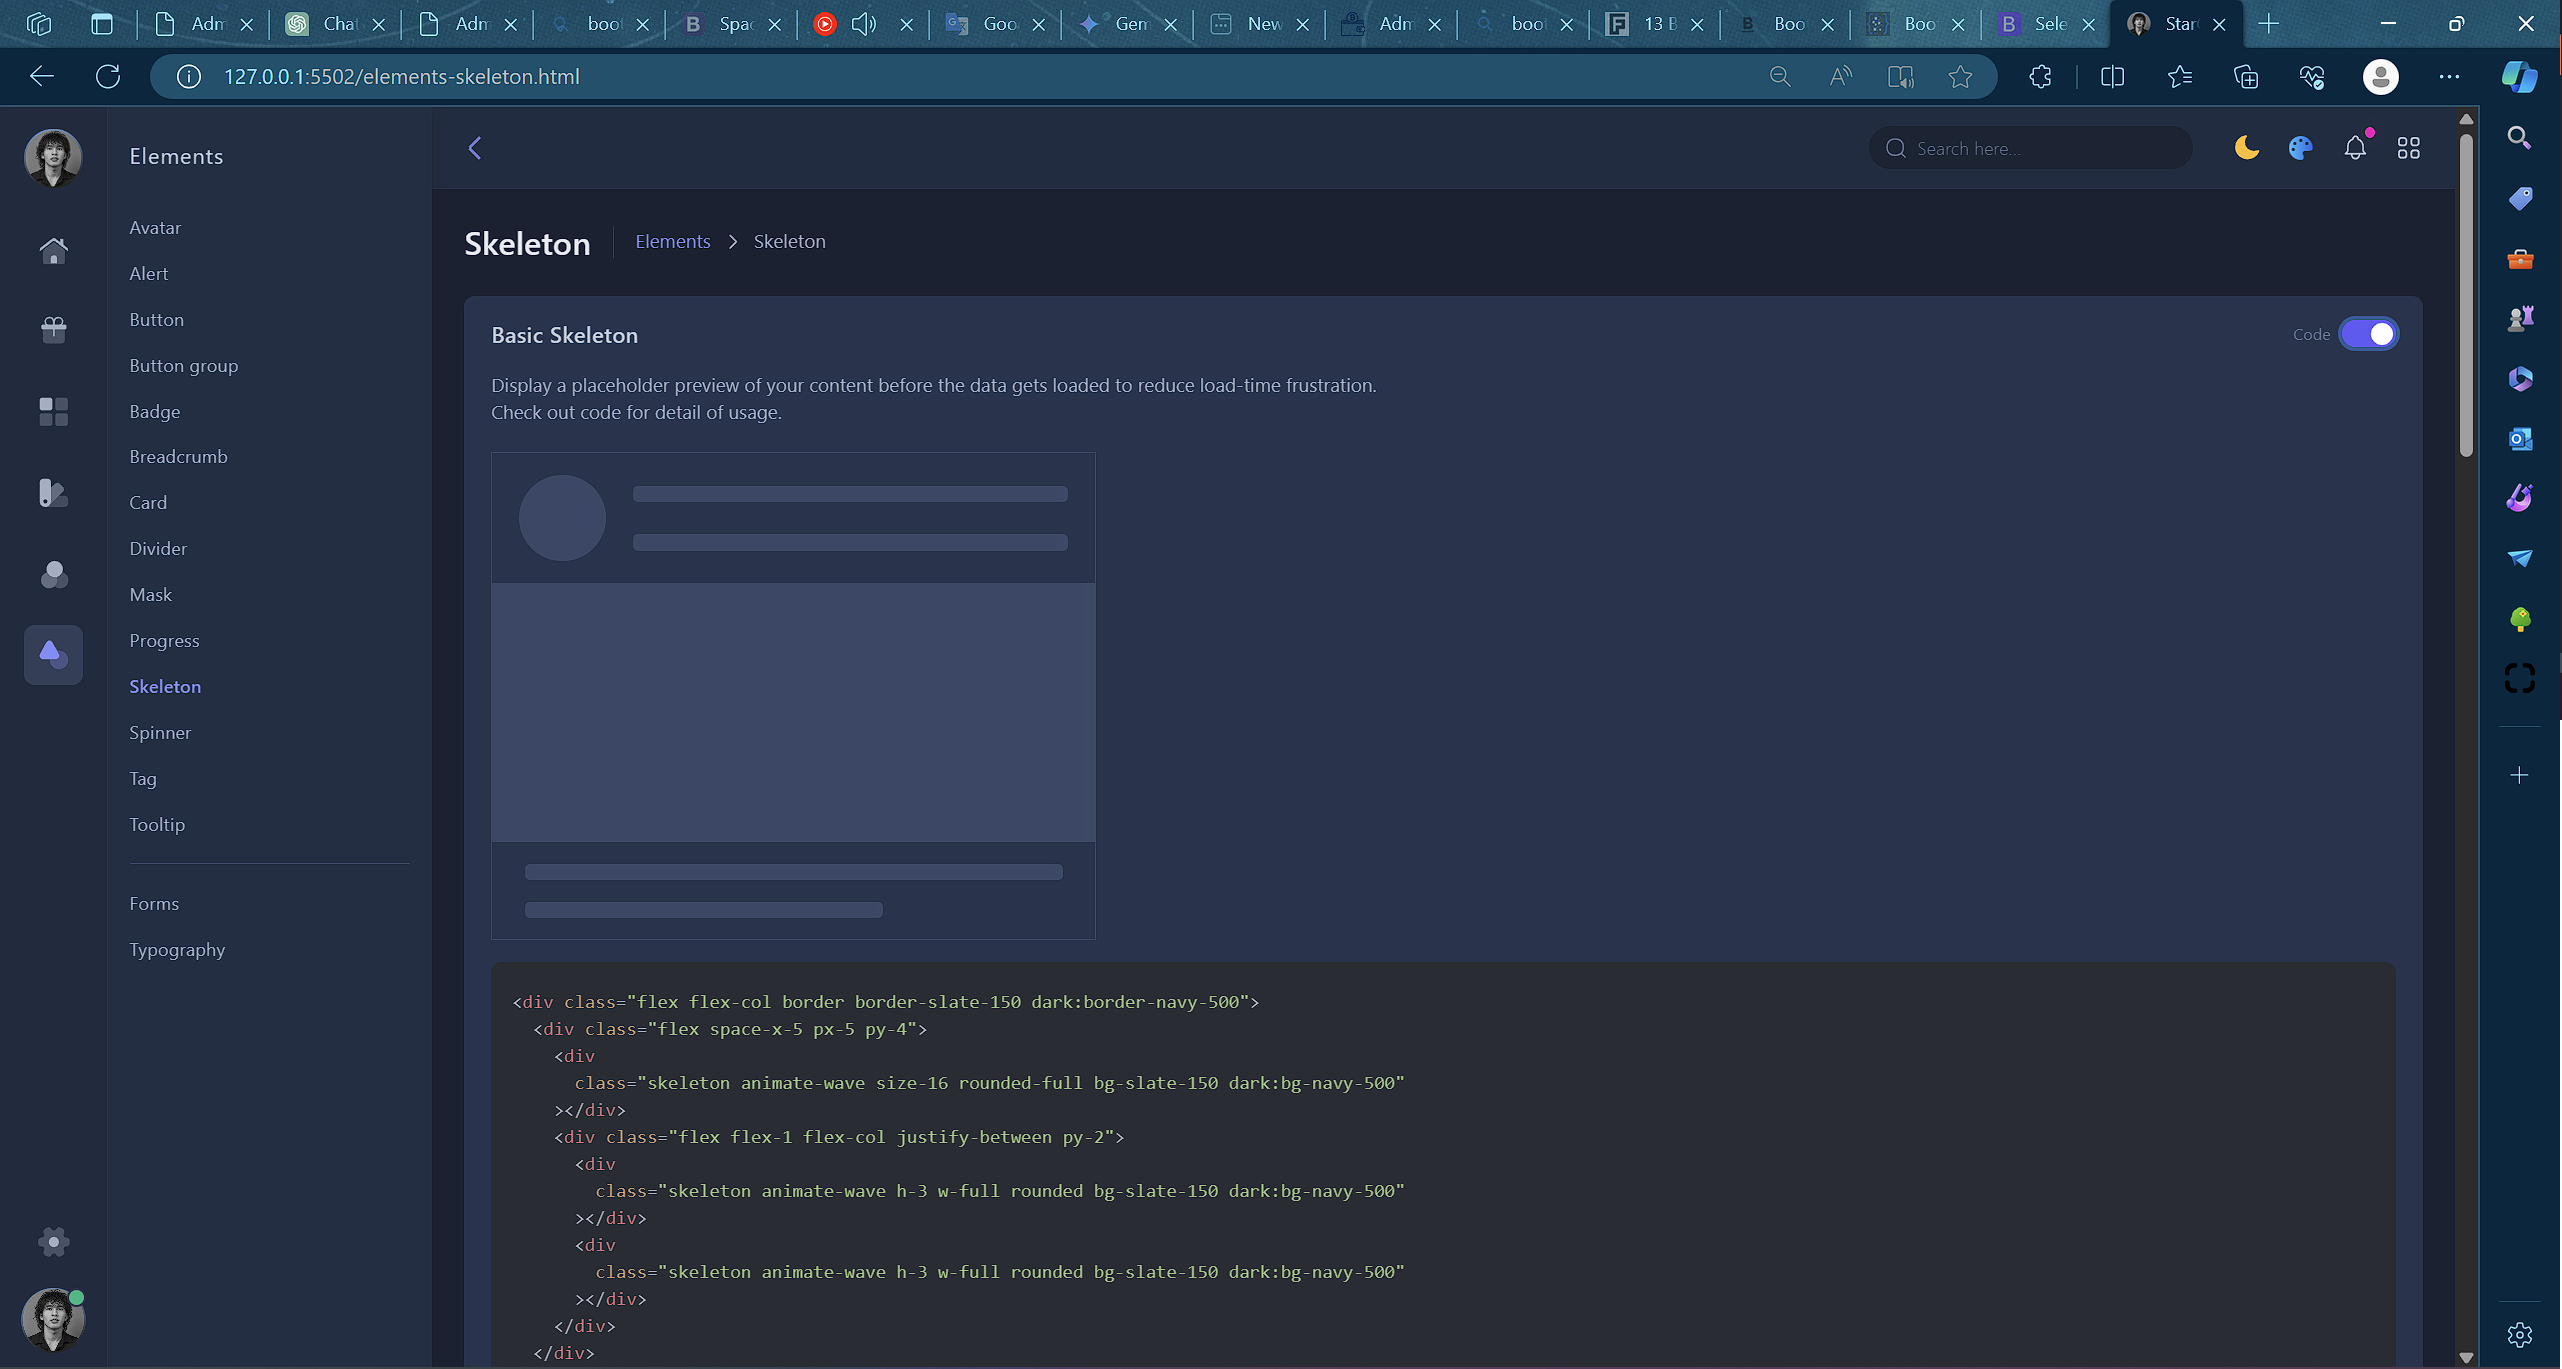 Adm
Chat
Adm
boot
Spac
Goo
Gem
New
Adm
boot
13 B
Boo
Boo
Sele
Star
127.0.0.1:5502/elements-skeleton.html
Elements
Avatar
Alert
Button
Button group
Badge
Breadcrumb
Card
Divider
Mask
Progress
Skeleton
Spinner
Tag
Tooltip
Forms
Typography
Search here...
Skeleton
Elements > Skeleton
Basic Skeleton
Code
Display a placeholder preview of your content before the data gets loaded to reduce load-time frustration.
Check out code for detail of usage.
<div class="flex flex-col border border-slate-150 dark:border-navy-500">
<div class="flex space-x-5 px-5 py-4">
<div
class="skeleton animate-wave size-16 rounded-full bg-slate-150 dark:bg-navy-500"
></div>
<div class="flex flex-1 flex-col justify-between py-2">
<div
class="skeleton animate-wave h-3 w-full rounded bg-slate-150 dark:bg-navy-500"
></div>
<div
class="skeleton animate-wave h-3 w-full rounded bg-slate-150 dark:bg-navy-500"
></div>
</div>
</div>